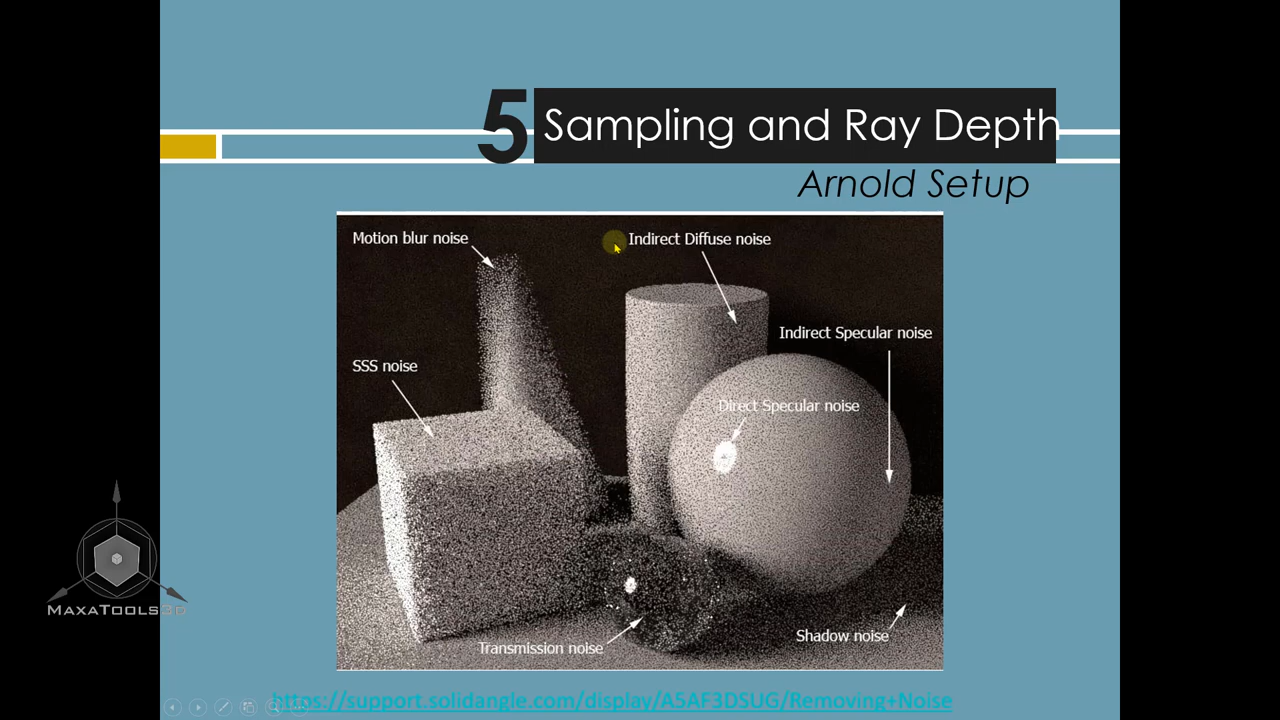 5 Sampling and Ray Depth
Arnold Setup
Motion blur noise
Indirect Diffuse noise
Indirect Specular noise
SSS noise
Direct Specular noise
Transmission noise
Shadow noise
MAXATOOLS3D
https://support.solidangle.com/display/A5AF3DSUG/Removing+Noise